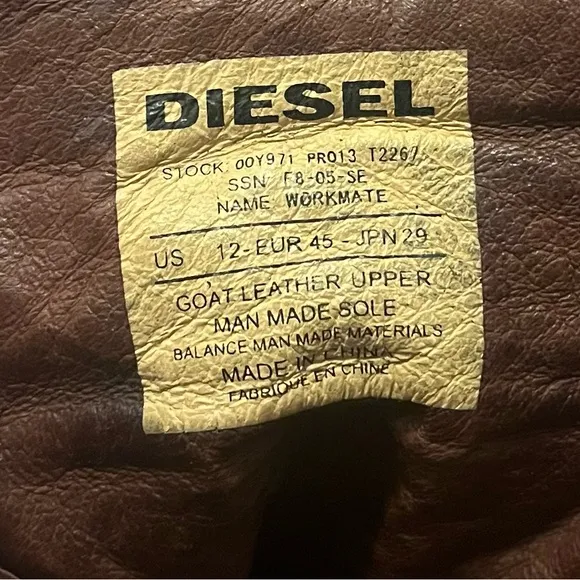 DIESEL
STOCK: 00Y971 PR013 T2267
SSN: F8-05-SE
NAME WORKMATE
US 12-EUR 45-JPN 29
GOAT LEATHER UPPER
MAN MADE SOLE
BALANCE MAN MADE MATERIALS
MADE IN CHINA
FABRIQUE EN CHINE